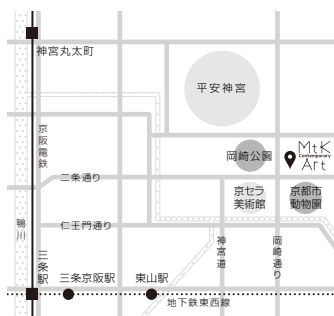 神宮丸太町
平安神宮
京阪電鉄
岡崎公園
MtK
Contemporary
Art
二条通り
京セラ
美術館
京都市
動物園
鴨川
仁王門通り
神宮道
岡崎通り
三条駅
三条京阪駅
東山駅
地下鉄東西線